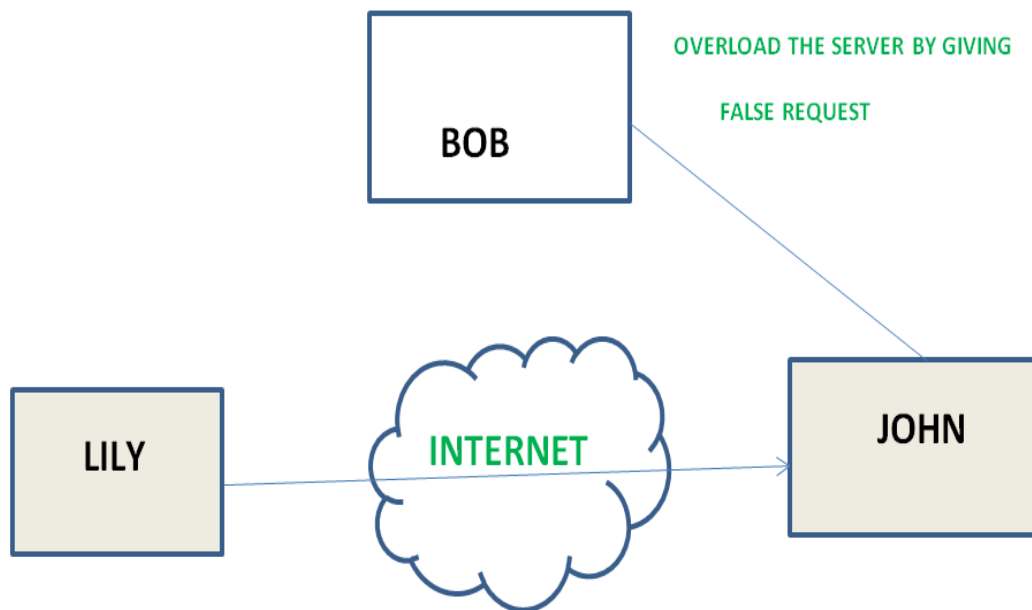 OVERLOAD THE SERVER BY GIVING
FALSE REQUEST
BOB
LILY
INTERNET
JOHN